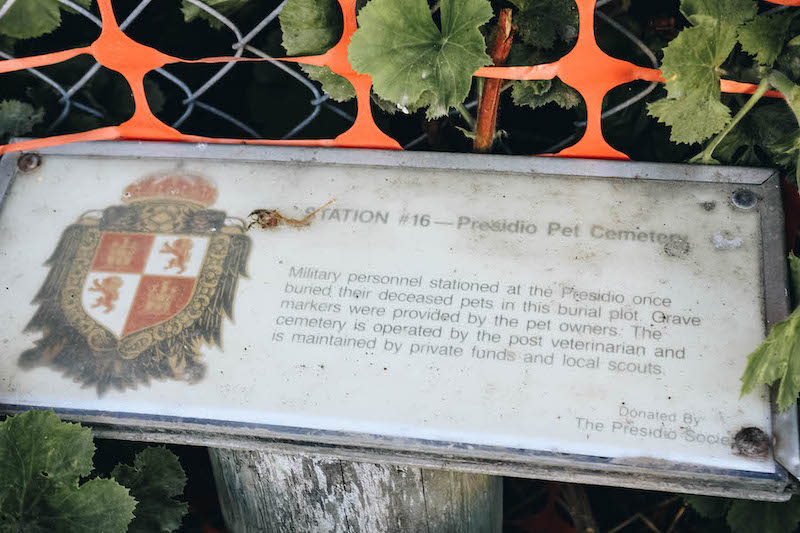 STATION #16 — Presidio Pet Cemetery
Military personnel stationed at the Presidio once
buried their deceased pets in this burial plot. Grave
markers were provided by the pet owners. The
cemetery is operated by the post veterinarian and
is maintained by private funds and local scouts.
Donated By
The Presidio Socie